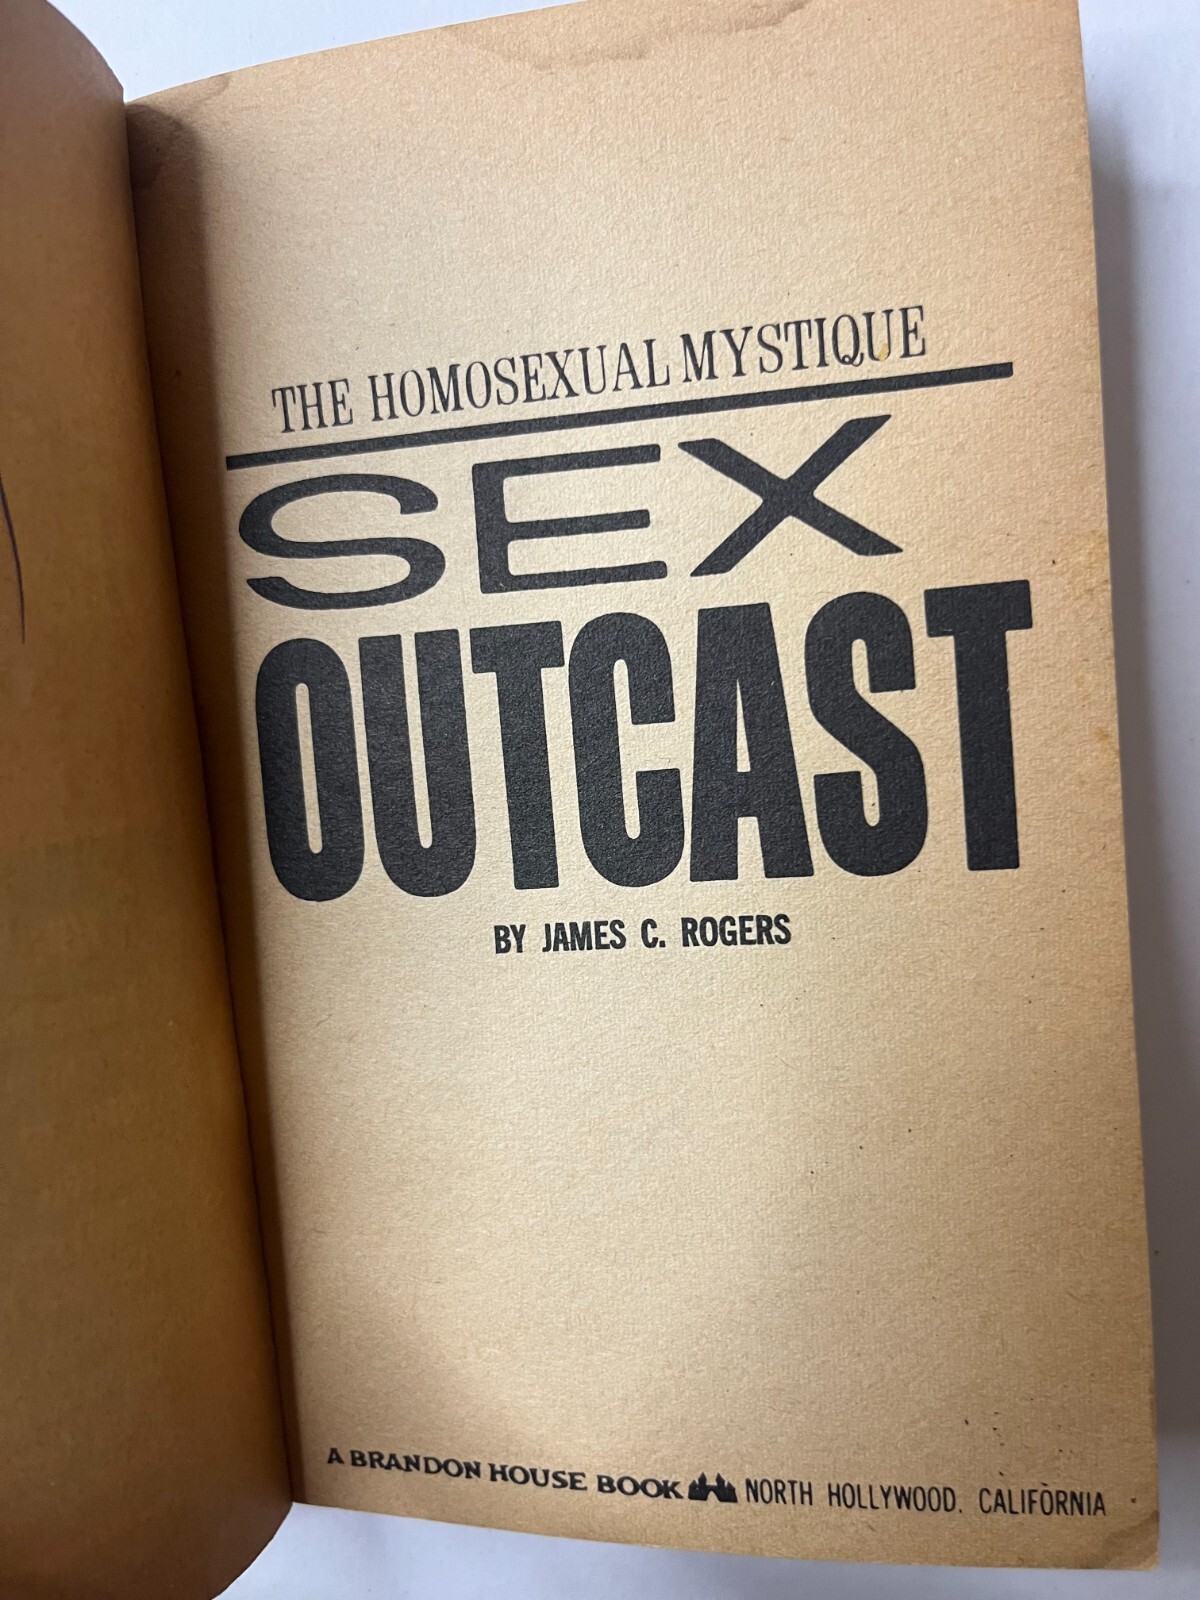 THE HOMOSEXUAL MYSTIQUE
SEX
OUTCAST
BY JAMES C. ROGERS
A BRANDON HOUSE BOOK NORTH HOLLYWOOD, CALIFORNIA